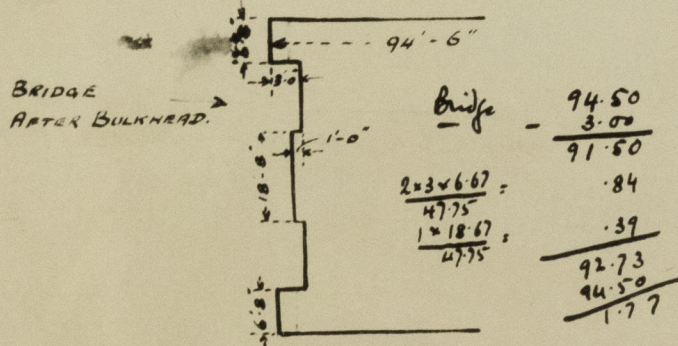 94'-6"
3'-0"
BRIDGE
AFTER BULKHEAD.
1'-0"
18'-8"
6'-8"
Bridge - 94.50
3.00
91.50
2×3×6.67 = .84
47.75
1×18.67 = .39
47.75
92.73
94.50
1.77